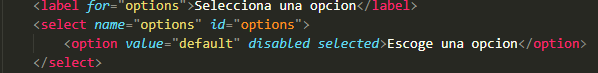 <label for="options">Selecciona una opcion</label>
<select name="options" id="options">
<option value="default" disabled selected>Escoge una opcion</option>
</select>